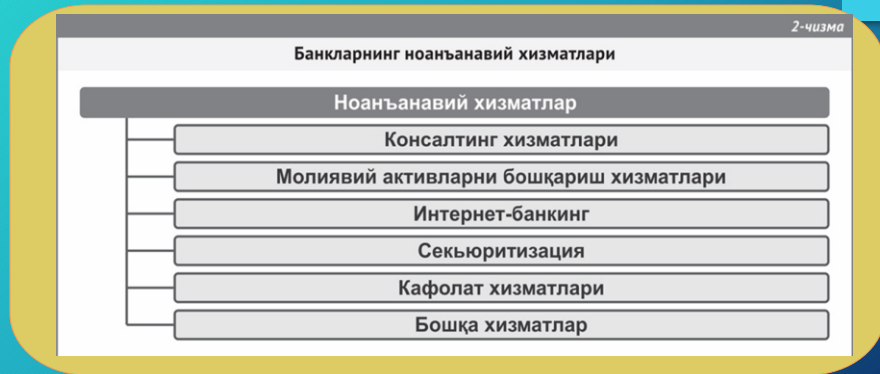 2-чизма
Банкларнинг ноанъанавий хизматлари
Ноанъанавий хизматлар
Консалтинг хизматлари
Молиявий активларни бошқариш хизматлари
Интернет-банкинг
Секьюритизация
Кафолат хизматлари
Бошқа хизматлар